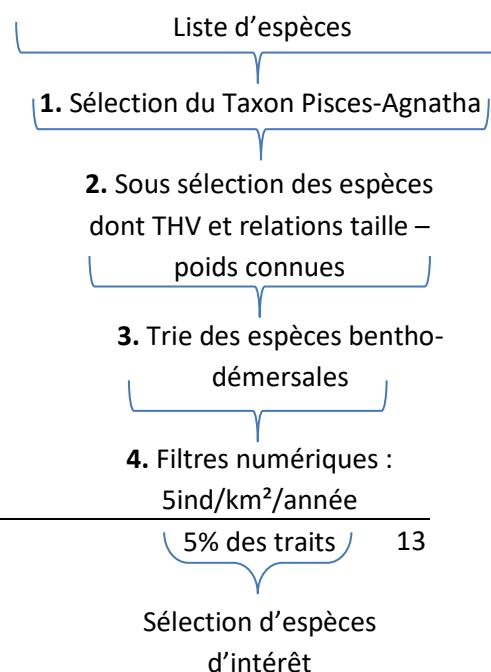 Liste d’espèces
1. Sélection du Taxon Pisces-Agnatha
2. Sous sélection des espèces
dont THV et relations taille –
poids connues
3. Trie des espèces bentho-
démersales
4. Filtres numériques :
5ind/km²/année
5% des traits
13
Sélection d’espèces
d’intérêt